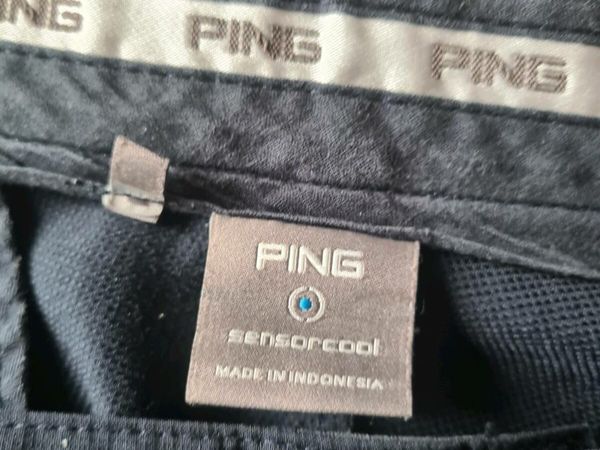 PING PING PING
PING
sensorcool
MADE IN INDONESIA